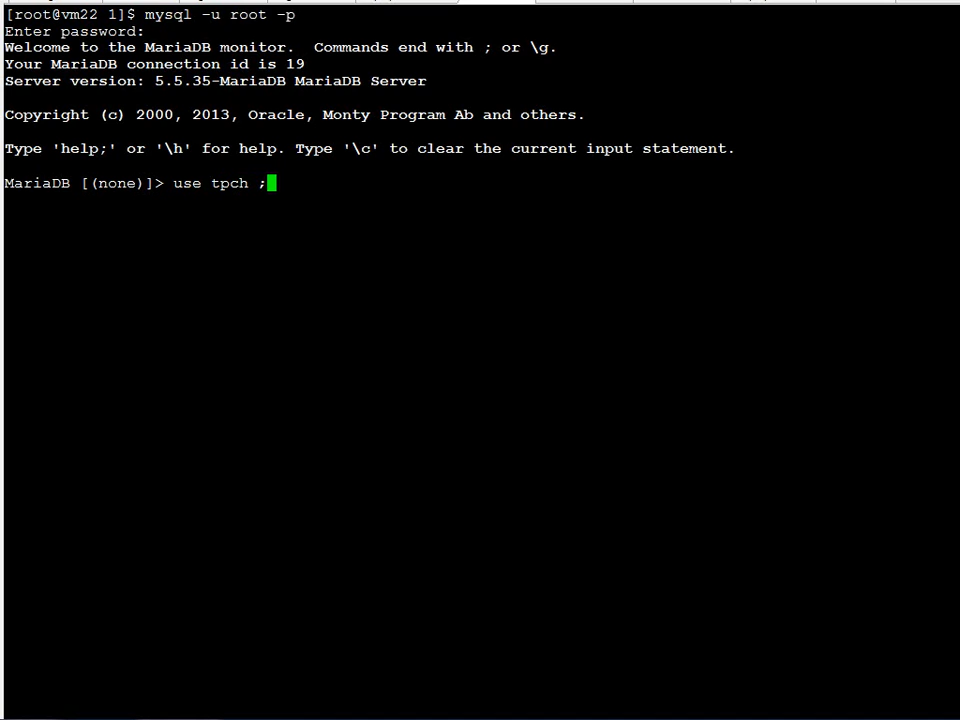 [root@vm22 1]$ mysql -u root -p
Enter password:
Welcome to the MariaDB monitor.  Commands end with ; or \g.
Your MariaDB connection id is 19
Server version: 5.5.35-MariaDB MariaDB Server
Copyright (c) 2000, 2013, Oracle, Monty Program Ab and others.
Type 'help;' or '\h' for help. Type '\c' to clear the current input statement.
MariaDB [(none)]> use tpch ;